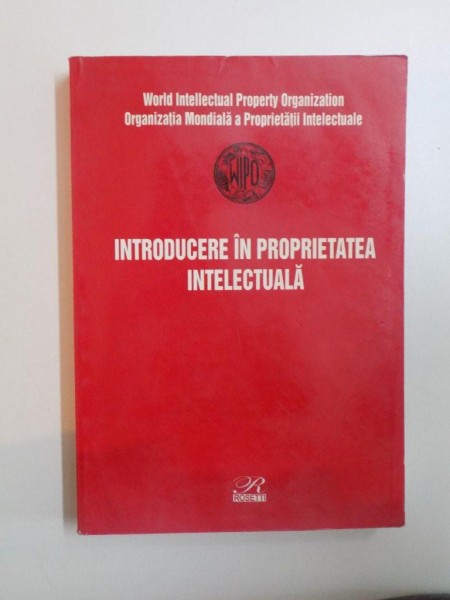 World Intellectual Property Organization
Organizația Mondială a Proprietății Intelectuale
WIPO
INTRODUCERE ÎN PROPRIETATEA
INTELECTUALĂ
R
ROSETTI